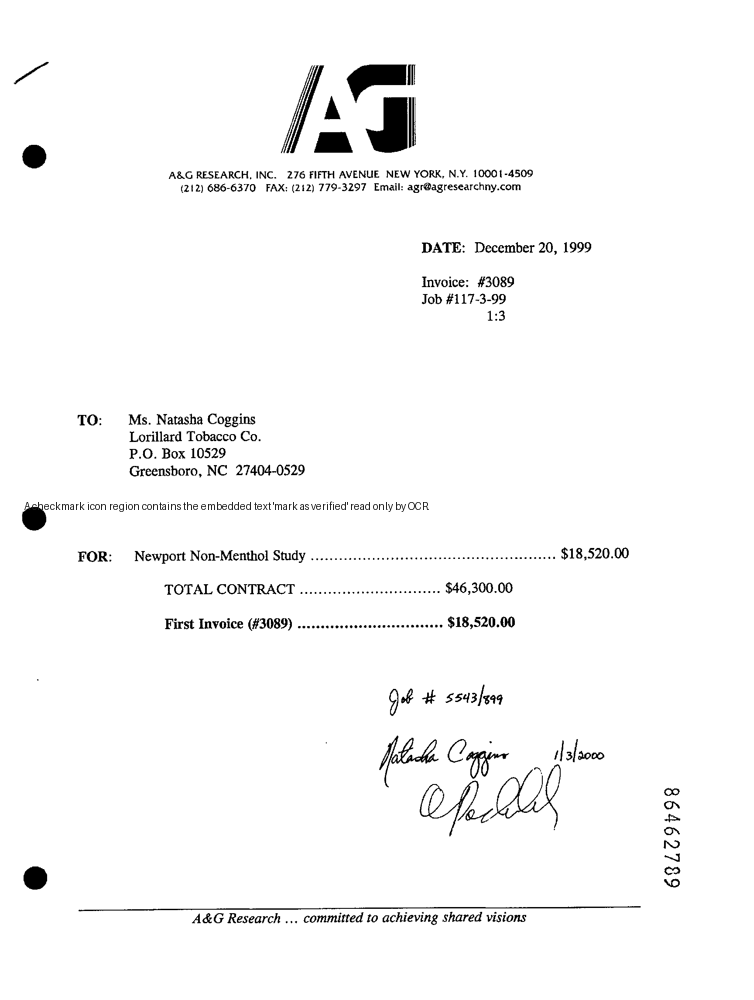 AG
A&G RESEARCH, INC. 276 FIFTH AVENUE NEW YORK, N.Y. 10001-4509
(212) 686-6370 FAX: (212) 779-3297 Email: agr@agresearchny.com
DATE: December 20, 1999
Invoice: #3089
Job #117-3-99
1:3
TO: Ms. Natasha Coggins
Lorillard Tobacco Co.
P.O. Box 10529
Greensboro, NC 27404-0529
A checkmark icon region contains the embedded text 'mark as verified' read only by OCR.
FOR: Newport Non-Menthol Study .................................................... $18,520.00
TOTAL CONTRACT .............................. $46,300.00
First Invoice (#3089) ............................... $18,520.00
Job # 5543/899
Natasha Coggins 1/3/2000
86462789
A&G Research ... committed to achieving shared visions